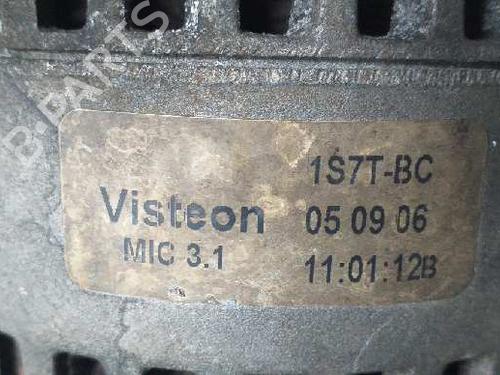 B.PARTS
1S7T-BC
Visteon 05 09 06
MIC 3.1 11:01:12B